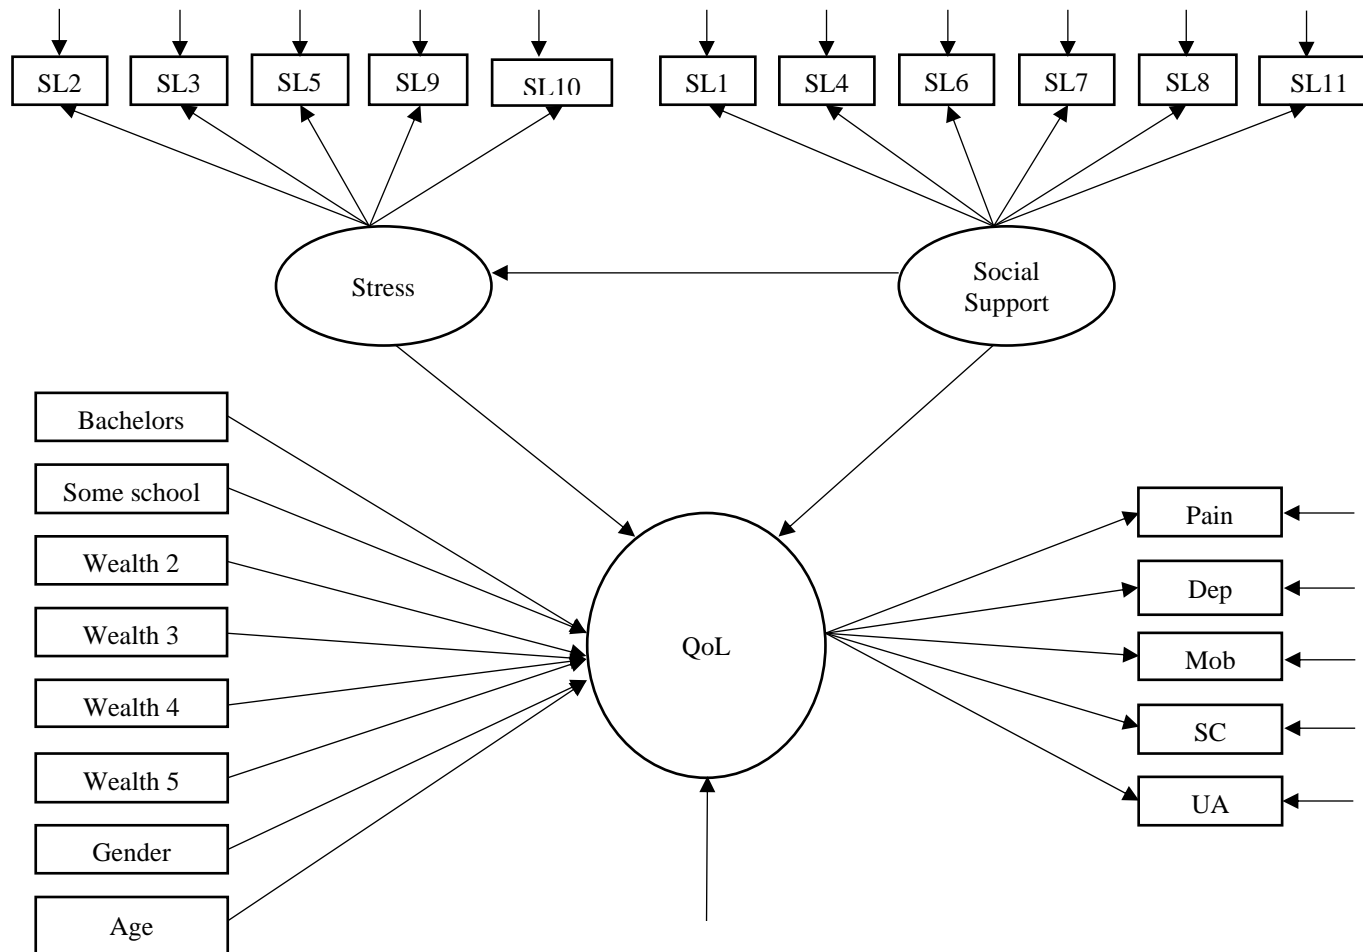 SL2
SL3
SL5
SL9
SL10
SL1
SL4
SL6
SL7
SL8
SL11
Stress
Social
Support
Bachelors
Some school
Wealth 2
Wealth 3
Wealth 4
Wealth 5
Gender
Age
QoL
Pain
Dep
Mob
SC
UA